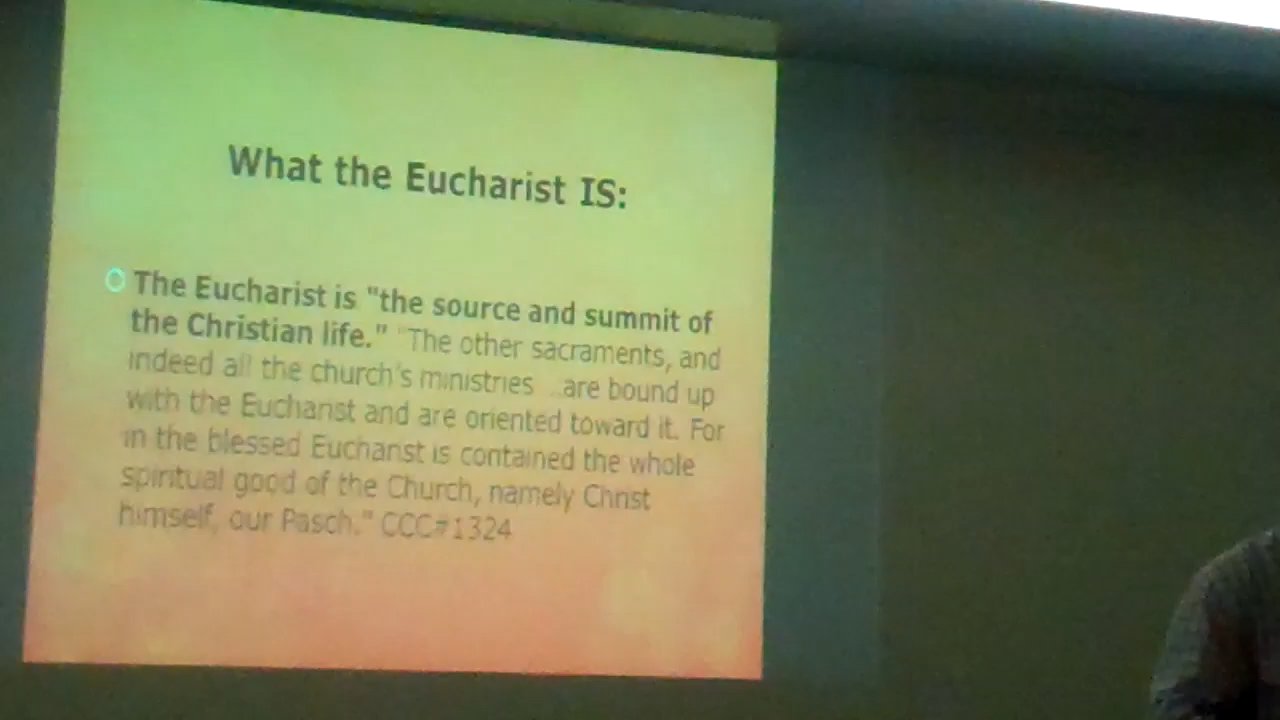 What the Eucharist IS:
The Eucharist is "the source and summit of
the Christian life." "The other sacraments, and
indeed all the church's ministries ...are bound up
with the Eucharist and are oriented toward it. For
in the blessed Eucharist is contained the whole
spiritual good of the Church, namely Christ
himself, our Pasch." CCC#1324